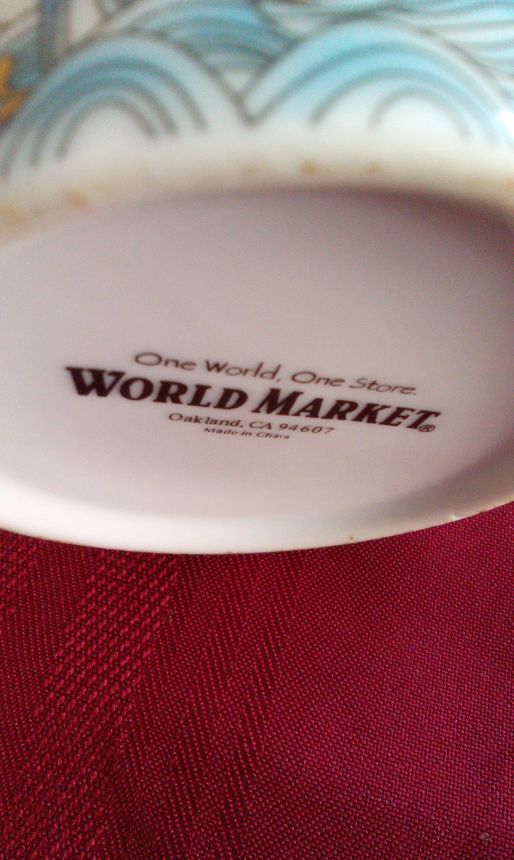 One World, One Store.
WORLD MARKET®
Oakland, CA 94607
Made in China